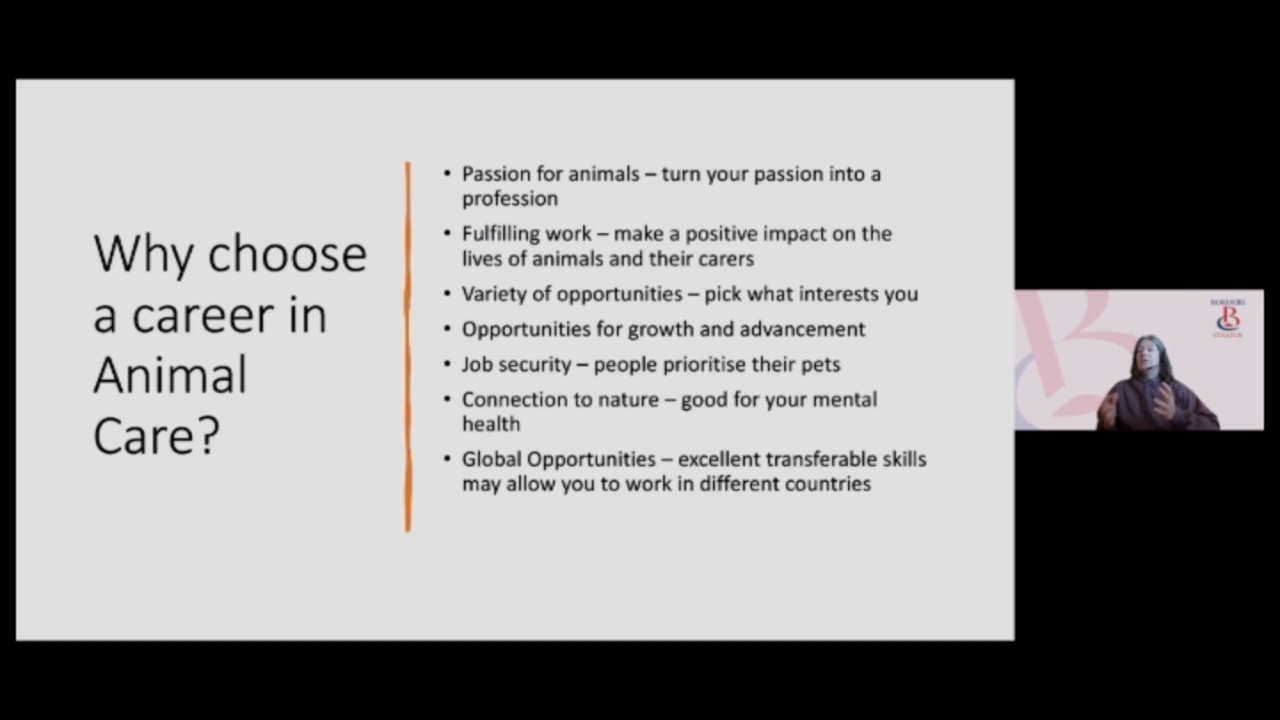 Why choose
a career in
Animal
Care?
• Passion for animals – turn your passion into a
profession
• Fulfilling work – make a positive impact on the
lives of animals and their carers
• Variety of opportunities – pick what interests you
• Opportunities for growth and advancement
• Job security – people prioritise their pets
• Connection to nature – good for your mental
health
• Global Opportunities – excellent transferable skills
may allow you to work in different countries
BORDERS
B
COLLEGE